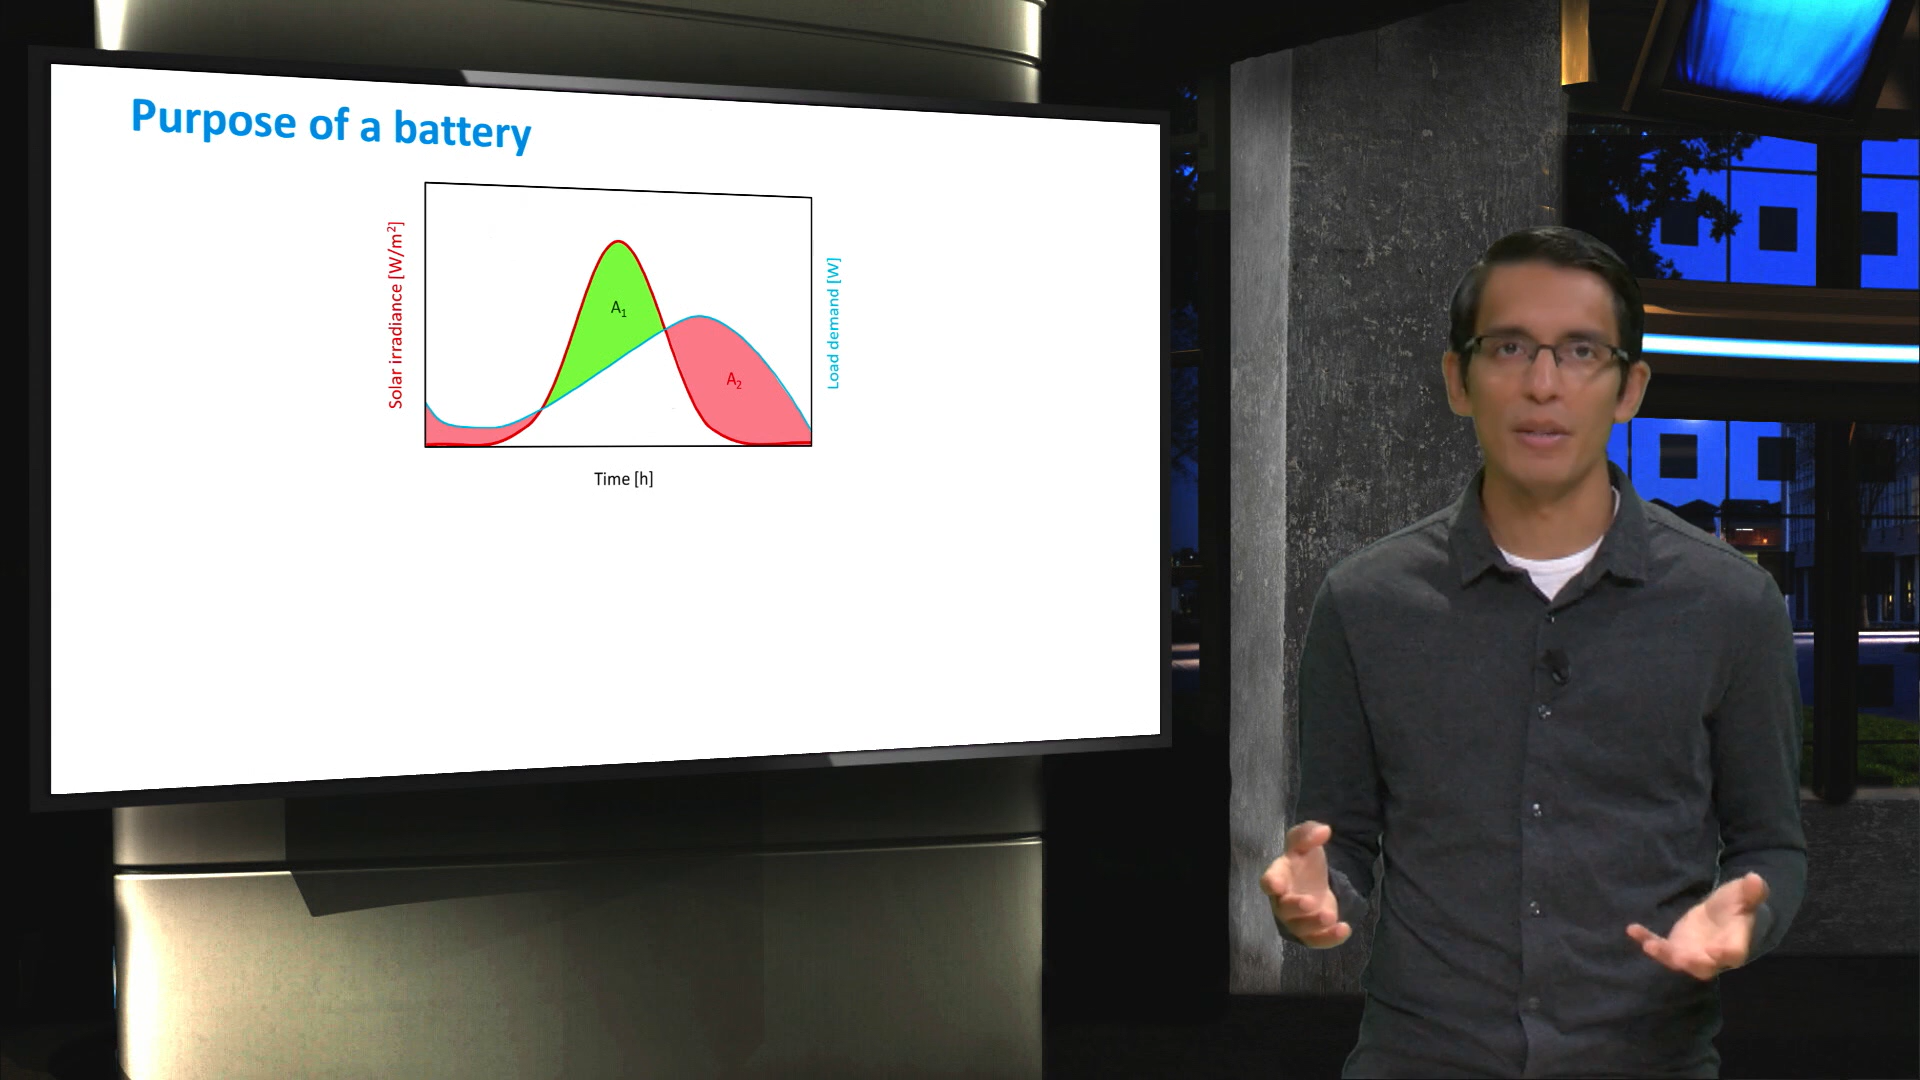 Purpose of a battery
Solar irradiance [W/m²]
A₁
A₂
Load demand [W]
Time [h]